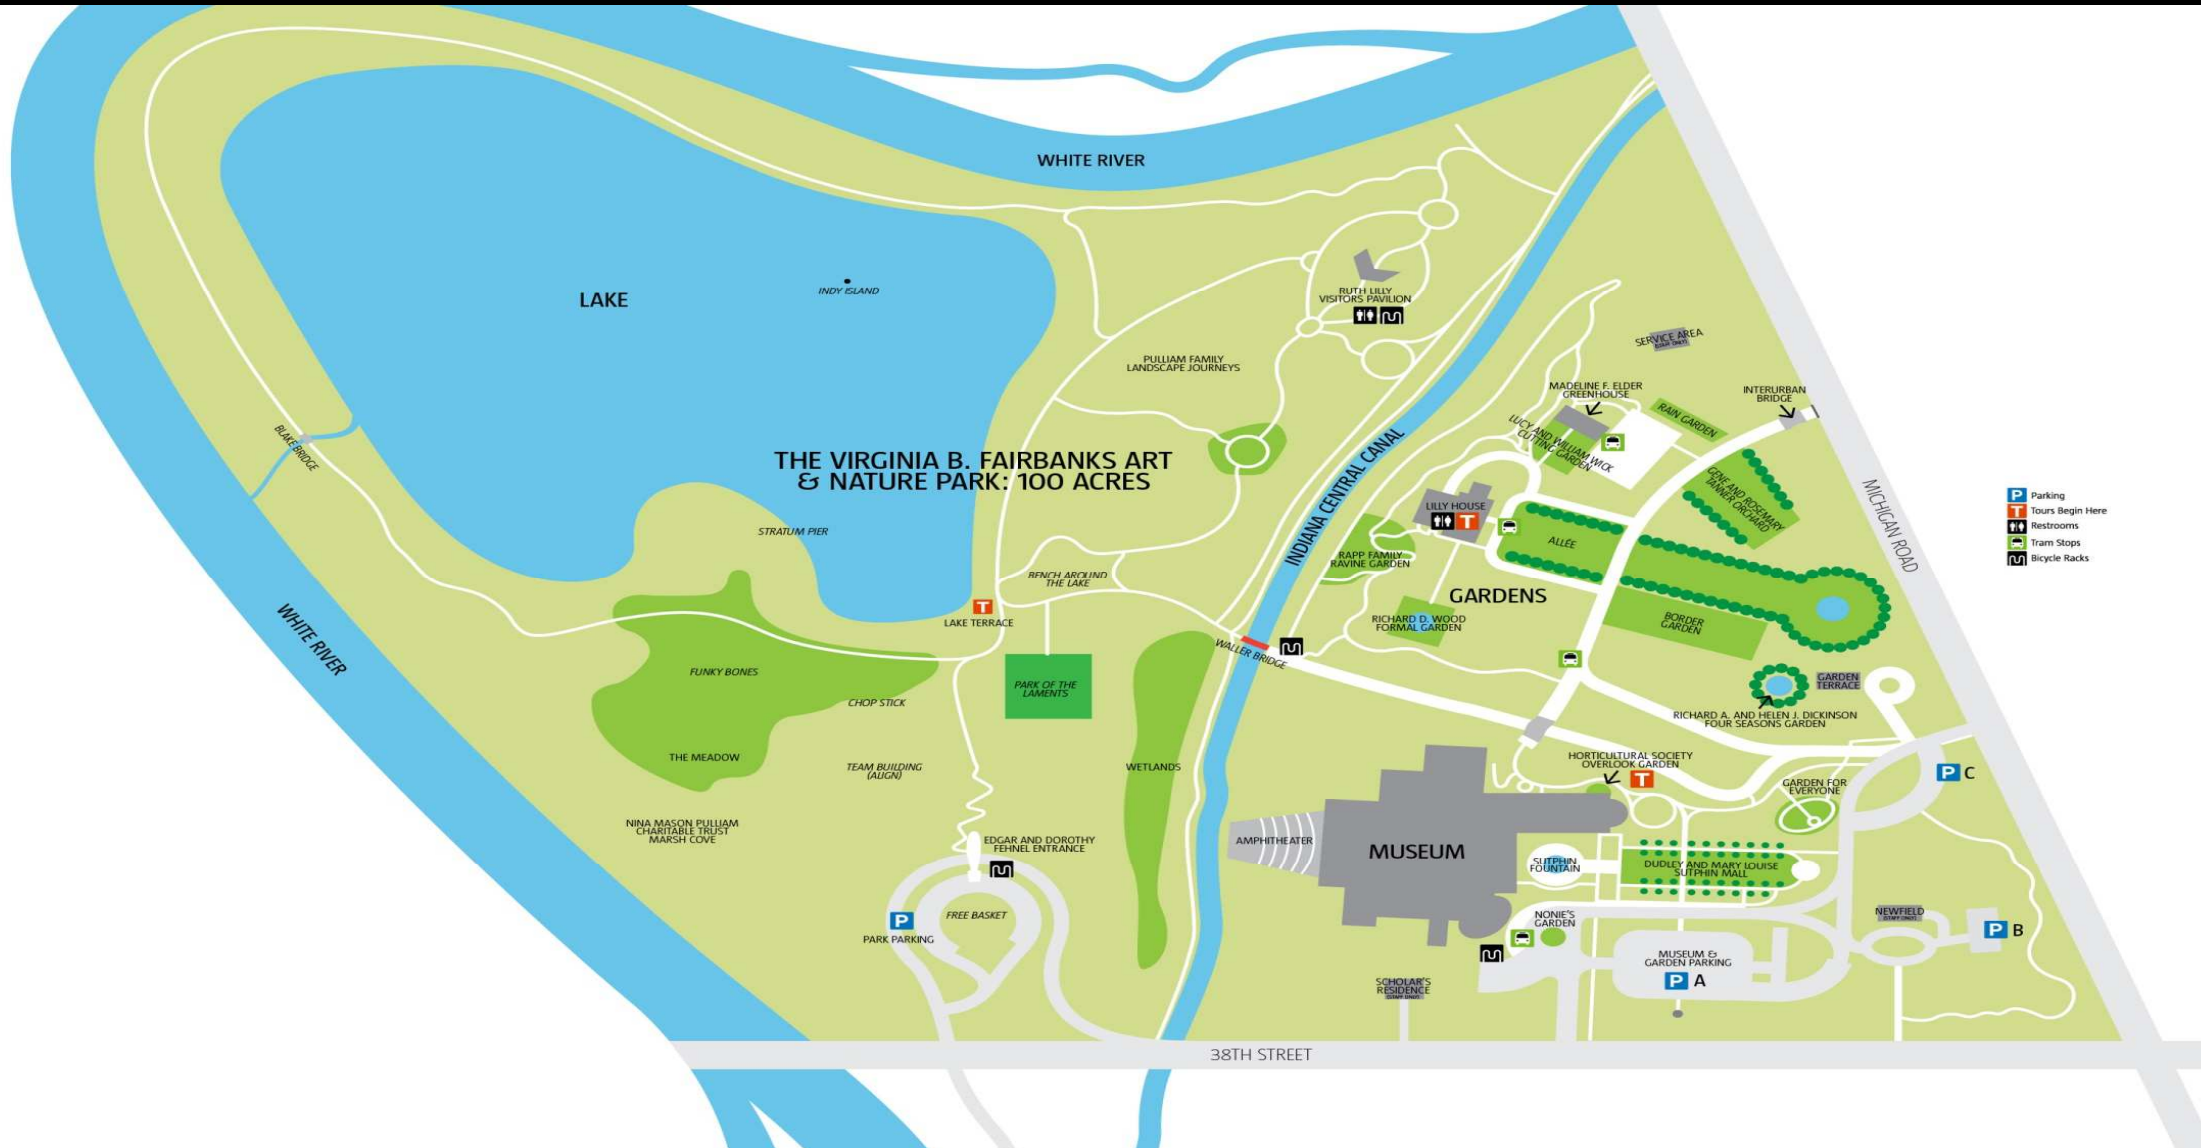 WHITE RIVER
LAKE
INDY ISLAND
RUTH LILLY
VISITORS PAVILION
PULLIAM FAMILY
LANDSCAPE JOURNEYS
SERVICE AREA
(STAFF ONLY)
MADELINE F. ELDER
GREENHOUSE
INTERURBAN
BRIDGE
RAIN GARDEN
LUCY AND WILLIAM WICK
CUTTING GARDEN
BLAKE BRIDGE
THE VIRGINIA B. FAIRBANKS ART
& NATURE PARK: 100 ACRES
INDIANA CENTRAL CANAL
GENE AND ROSEMARY
TANNER ORCHARD
MICHIGAN ROAD
P Parking
T Tours Begin Here
Restrooms
Tram Stops
Bicycle Racks
LILLY HOUSE
T
STRATUM PIER
ALLÉE
RAPP FAMILY
RAVINE GARDEN
BENCH AROUND
THE LAKE
GARDENS
T
LAKE TERRACE
RICHARD D. WOOD
FORMAL GARDEN
BORDER
GARDEN
WHITE RIVER
WALLER BRIDGE
FUNKY BONES
PARK OF THE
LAMENTS
GARDEN
TERRACE
CHOP STICK
RICHARD A. AND HELEN J. DICKINSON
FOUR SEASONS GARDEN
THE MEADOW
TEAM BUILDING
(ALIGN)
WETLANDS
HORTICULTURAL SOCIETY
OVERLOOK GARDEN
T
P C
GARDEN FOR
EVERYONE
NINA MASON PULLIAM
CHARITABLE TRUST
MARSH COVE
EDGAR AND DOROTHY
FEHNEL ENTRANCE
AMPHITHEATER
MUSEUM
SUTPHIN
FOUNTAIN
DUDLEY AND MARY LOUISE
SUTPHIN MALL
FREE BASKET
P
PARK PARKING
NONIE'S
GARDEN
NEWFIELD
(STAFF ONLY)
P B
MUSEUM &
GARDEN PARKING
P A
SCHOLAR'S
RESIDENCE
(STAFF ONLY)
38TH STREET